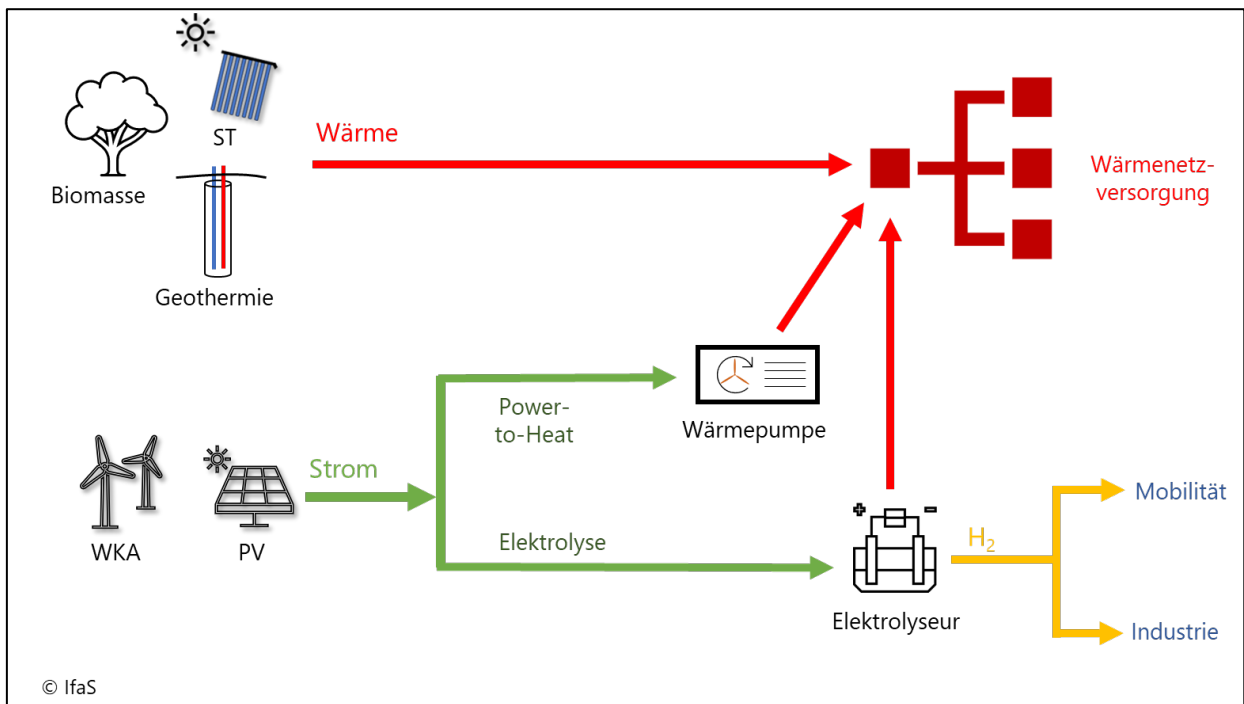 ST
Biomasse
Geothermie
Wärme
Wärmenetz-
versorgung
Power-
to-Heat
Wärmepumpe
Strom
WKA
PV
Elektrolyse
+ -
Elektrolyseur
H₂
Mobilität
Industrie
© IfaS